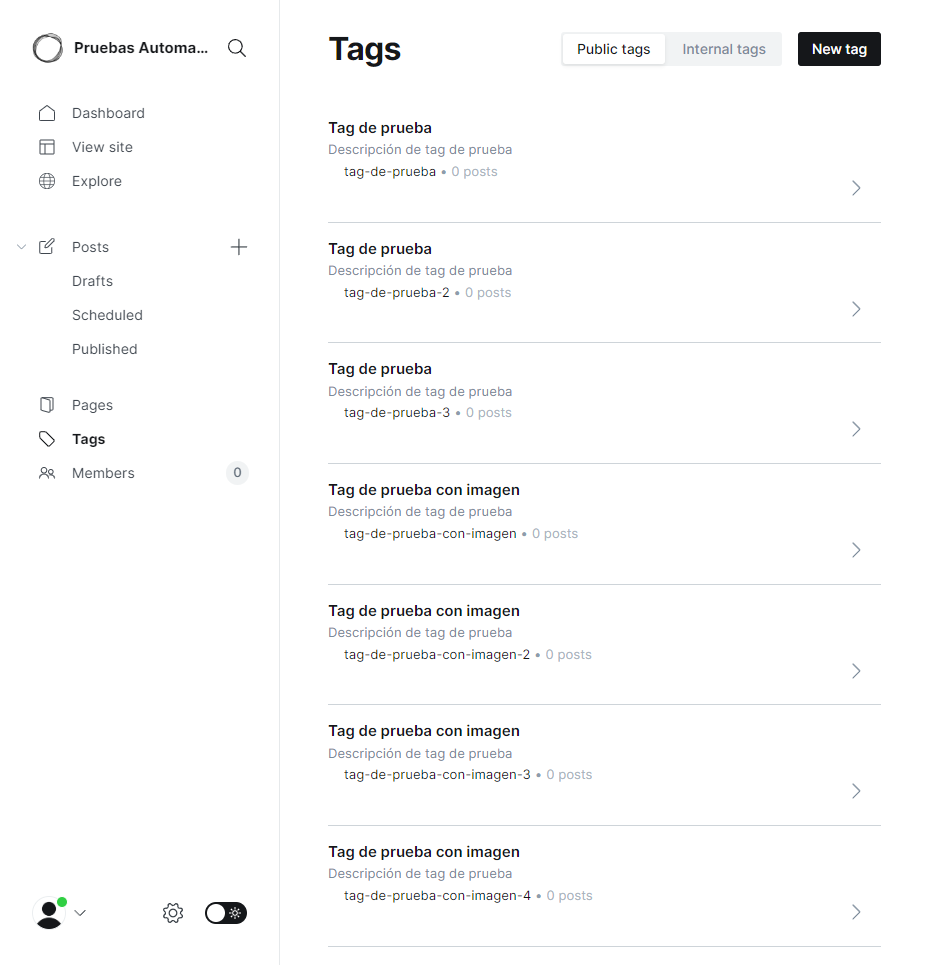 Pruebas Automa...
Dashboard
View site
Explore
Posts
Drafts
Scheduled
Published
Pages
Tags
Members
0
Tags
Public tags
Internal tags
New tag
Tag de prueba
Descripción de tag de prueba
tag-de-prueba • 0 posts
Tag de prueba
Descripción de tag de prueba
tag-de-prueba-2 • 0 posts
Tag de prueba
Descripción de tag de prueba
tag-de-prueba-3 • 0 posts
Tag de prueba con imagen
Descripción de tag de prueba
tag-de-prueba-con-imagen • 0 posts
Tag de prueba con imagen
Descripción de tag de prueba
tag-de-prueba-con-imagen-2 • 0 posts
Tag de prueba con imagen
Descripción de tag de prueba
tag-de-prueba-con-imagen-3 • 0 posts
Tag de prueba con imagen
Descripción de tag de prueba
tag-de-prueba-con-imagen-4 • 0 posts